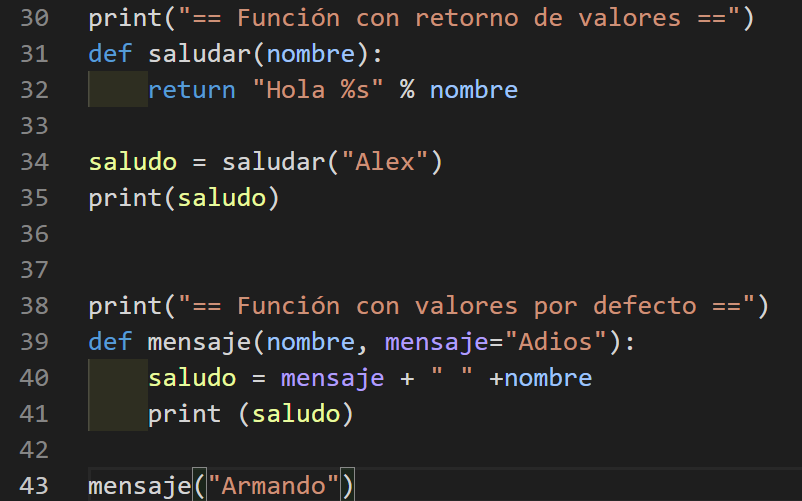 30 print("== Función con retorno de valores ==")
31 def saludar(nombre):
32     return "Hola %s" % nombre
33
34 saludo = saludar("Alex")
35 print(saludo)
36
37
38 print("== Función con valores por defecto ==")
39 def mensaje(nombre, mensaje="Adios"):
40     saludo = mensaje + " " +nombre
41     print (saludo)
42
43 mensaje("Armando")